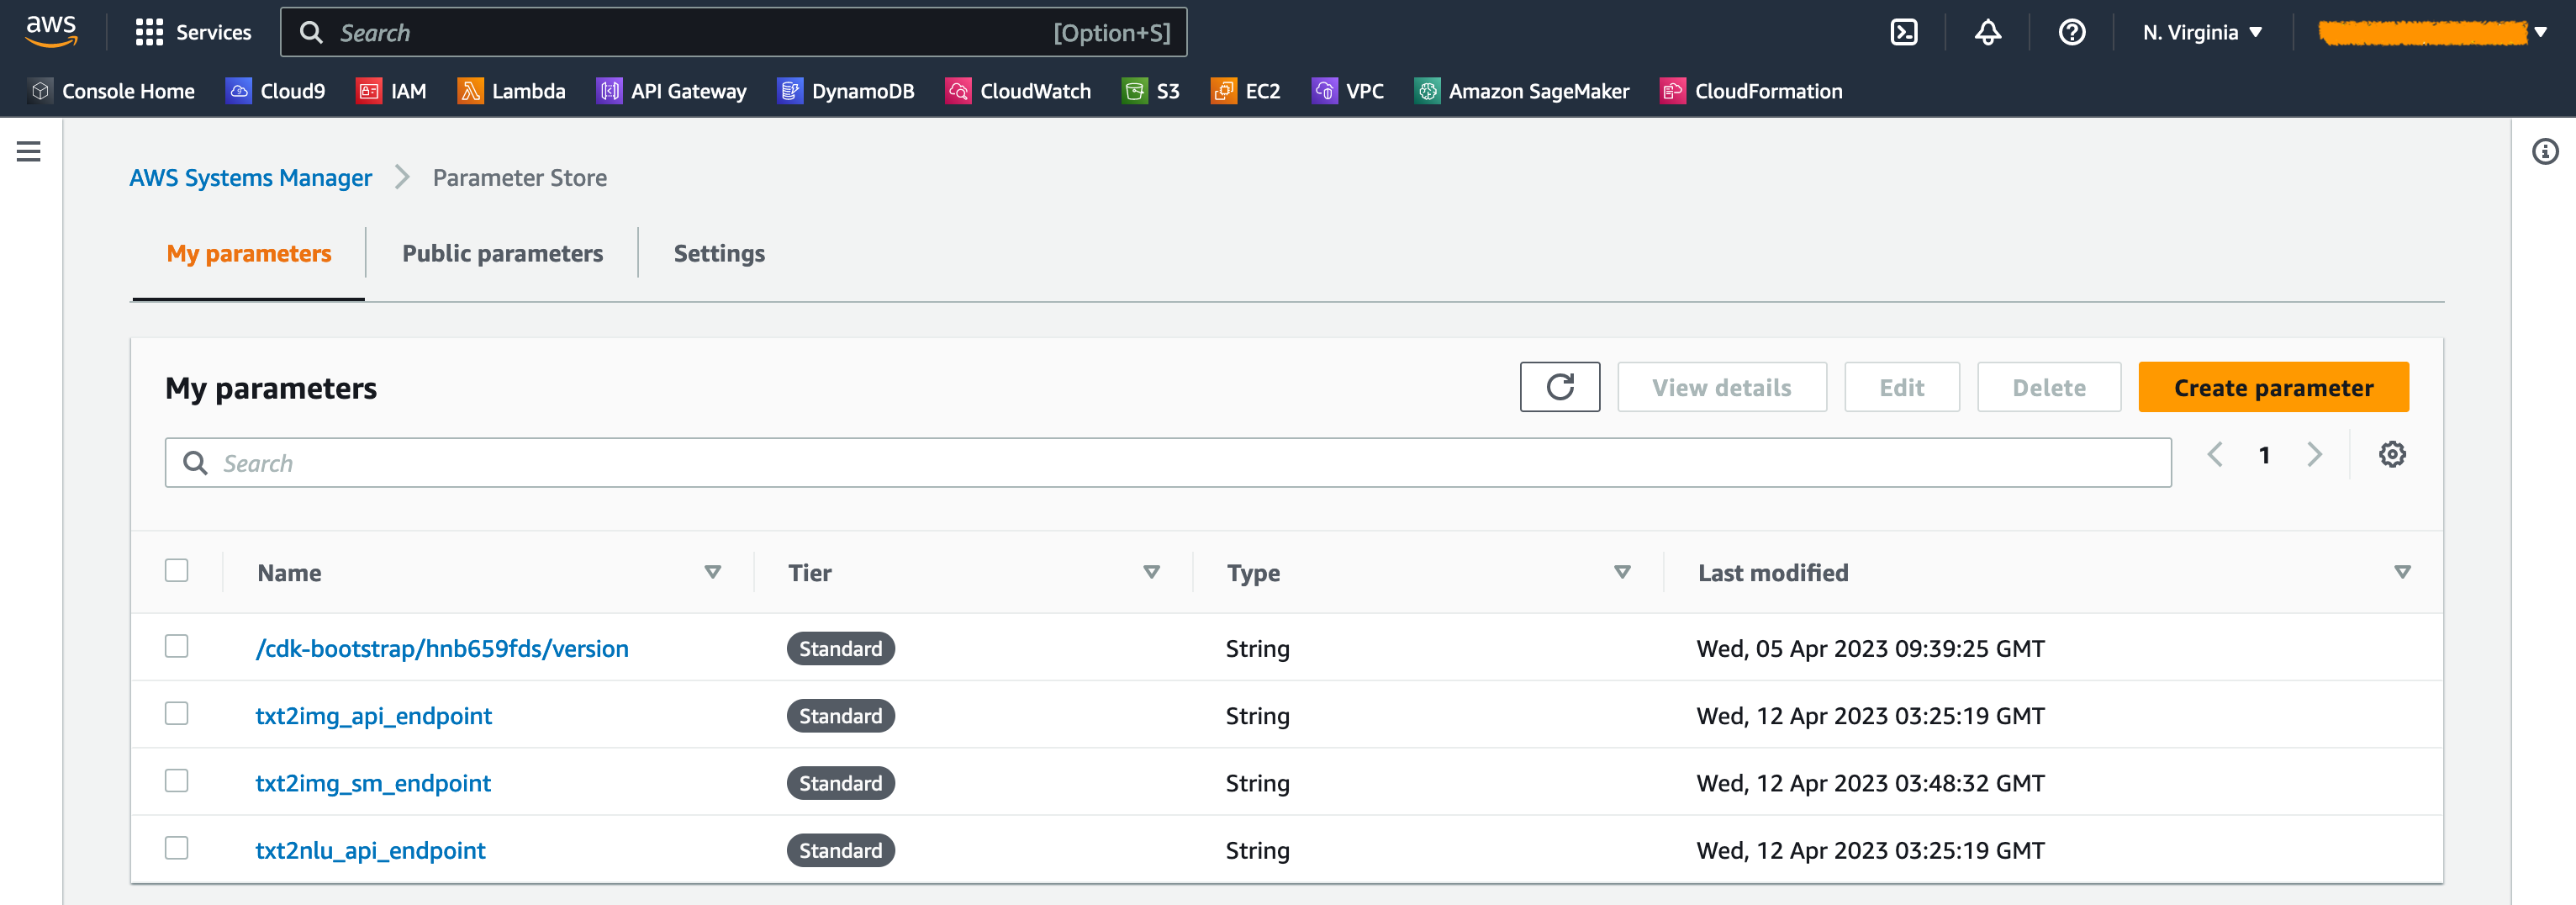 aws Services Search [Option+S] N. Virginia
Console Home Cloud9 IAM Lambda API Gateway DynamoDB CloudWatch S3 EC2 VPC Amazon SageMaker CloudFormation
AWS Systems Manager Parameter Store
My parameters Public parameters Settings
My parameters View details Edit Delete Create parameter
Search 1
Name Tier Type Last modified
/cdk-bootstrap/hnb659fds/version Standard String Wed, 05 Apr 2023 09:39:25 GMT
txt2img_api_endpoint Standard String Wed, 12 Apr 2023 03:25:19 GMT
txt2img_sm_endpoint Standard String Wed, 12 Apr 2023 03:48:32 GMT
txt2nlu_api_endpoint Standard String Wed, 12 Apr 2023 03:25:19 GMT